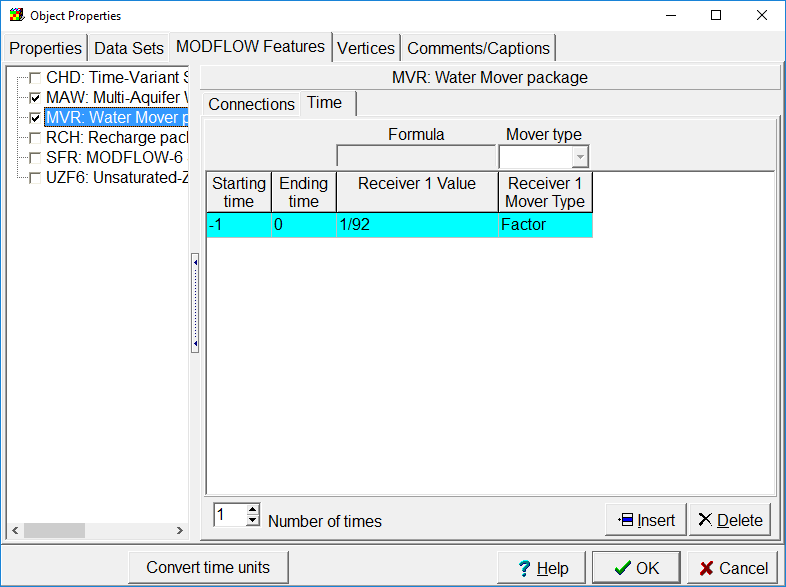 Object Properties
Properties
Data Sets
MODFLOW Features
Vertices
Comments/Captions
CHD: Time-Variant S
MAW: Multi-Aquifer W
MVR: Water Mover p
RCH: Recharge pack
SFR: MODFLOW-6
UZF6: Unsaturated-Z
MVR: Water Mover package
Connections
Time
Formula
Mover type
Starting time
Ending time
Receiver 1 Value
Receiver 1 Mover Type
-1
0
1/92
Factor
1
Number of times
Insert
Delete
Convert time units
? Help
OK
Cancel